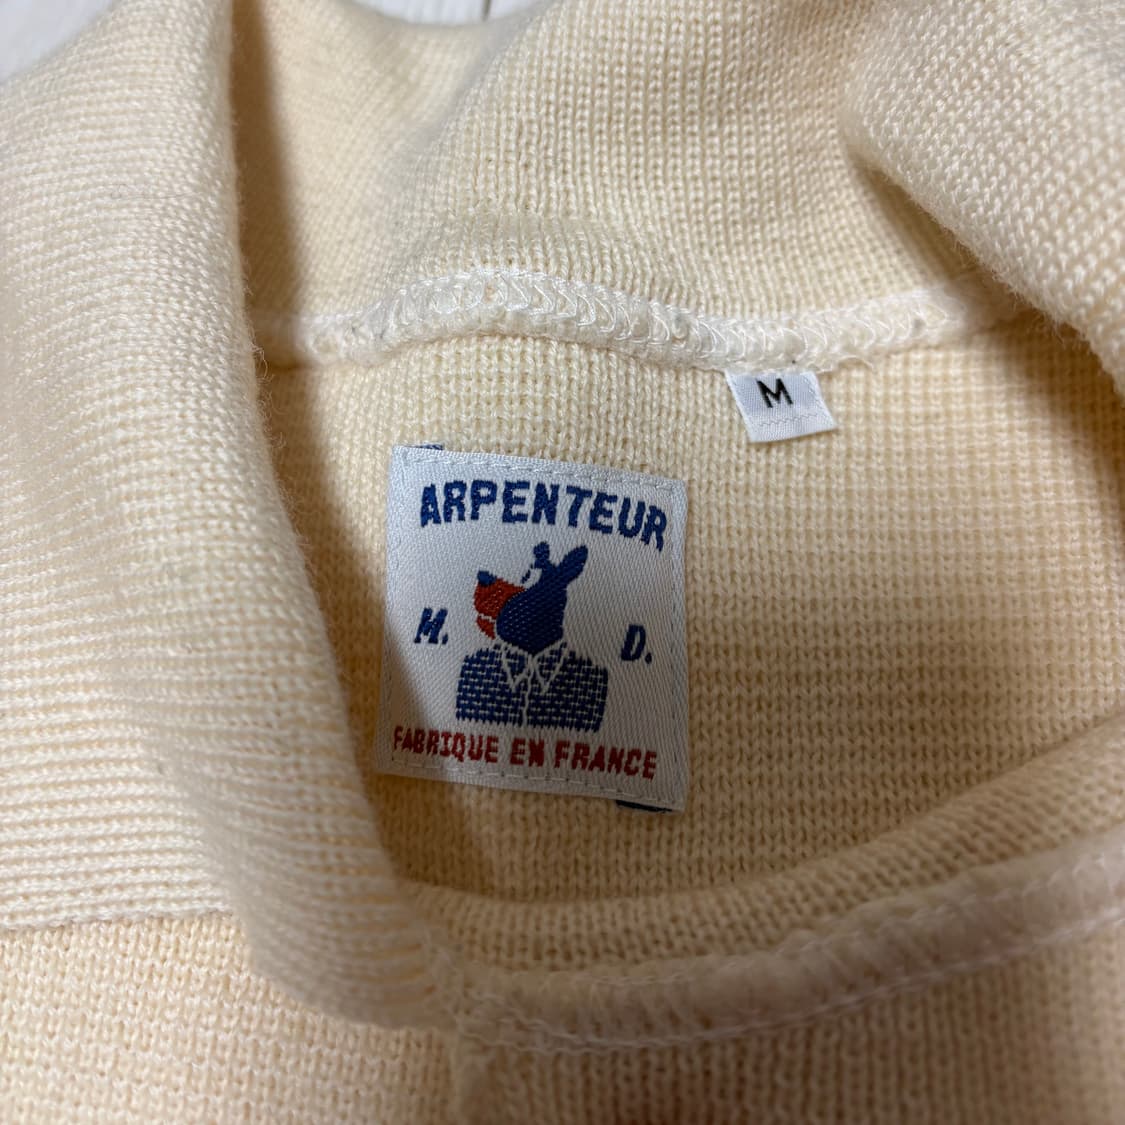 M
ARPENTEUR
M. D.
FABRIQUE EN FRANCE